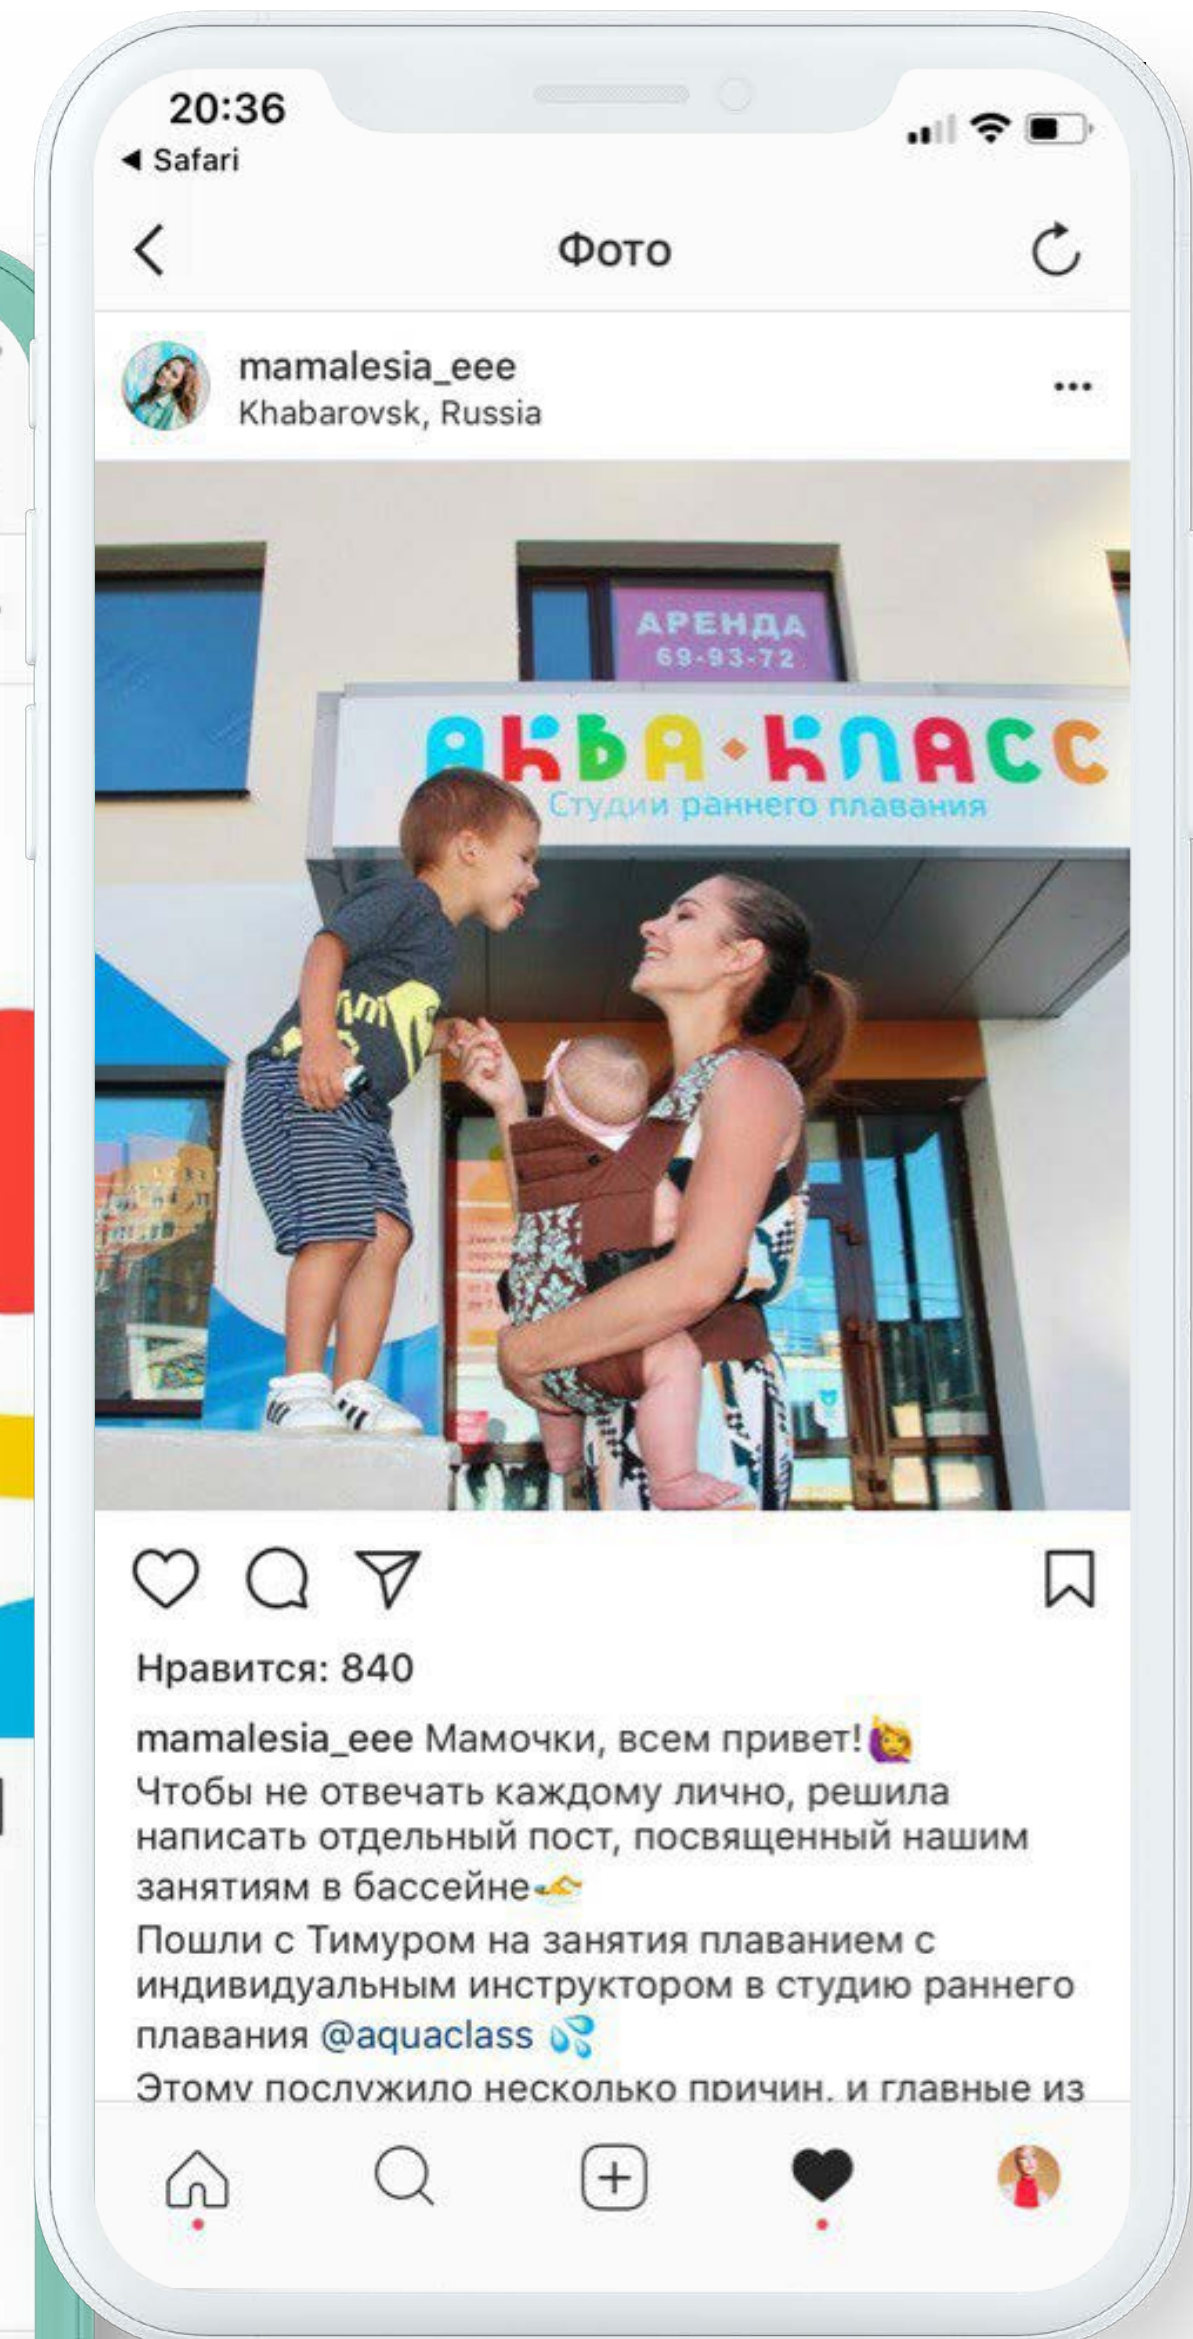 20:36
◀ Safari
Фото
mamalesia_eee
Khabarovsk, Russia
АРЕНДА
69-93-72
АКВА·КЛАСС
Студии раннего плавания
Нравится: 840
mamalesia_eee Мамочки, всем привет!🙋
Чтобы не отвечать каждому лично, решила
написать отдельный пост, посвященный нашим
занятиям в бассейне🏊
Пошли с Тимуром на занятия плаванием с
индивидуальным инструктором в студию раннего
плавания @aquaclass 💦
Этому послужило несколько причин, и главные из